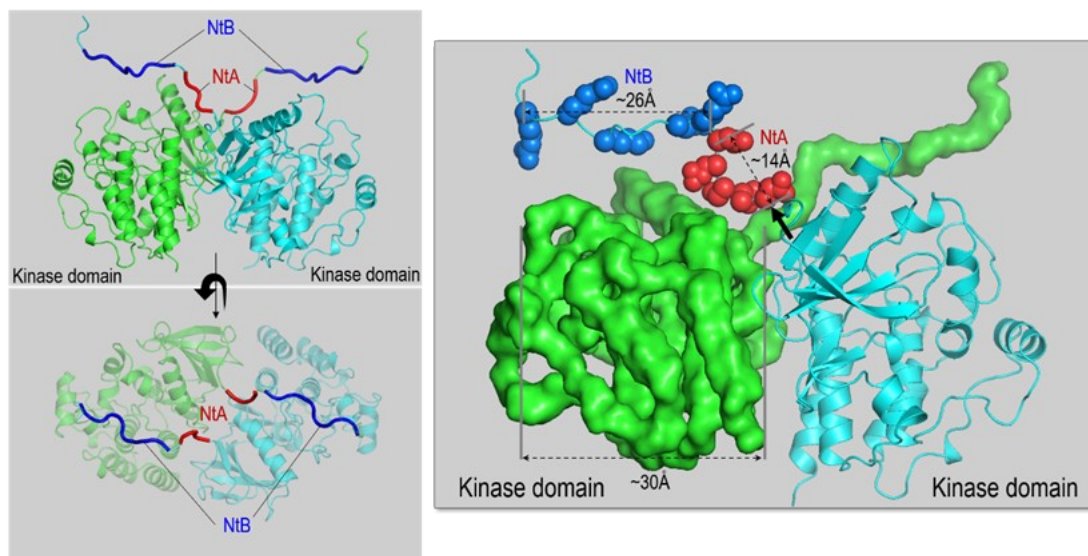 NtB
NtA
Kinase domain
Kinase domain
NtA
NtB
NtB
~26Å
NtA
~14Å
Kinase domain
~30Å
Kinase domain